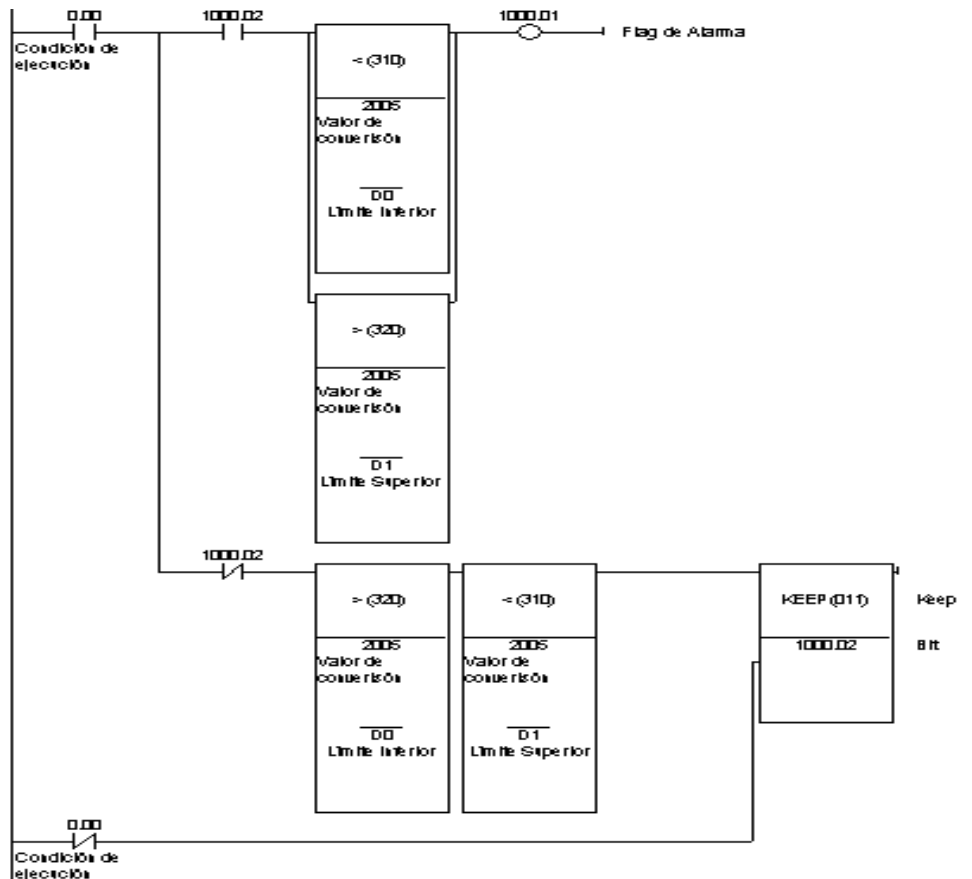 0.00
1000.02
1000.01
Flag de Alarma
Condición de
ejecución
< (310)
2005
Valor de
conversión
D0
Límite Inferior
> (320)
2005
Valor de
conversión
D1
Límite Superior
1000.02
> (320)
< (310)
KEEP(011)
Keep
2005
2005
1000.02
Bit
Valor de
conversión
Valor de
conversión
D0
D1
Límite Inferior
Límite Superior
0.00
Condición de
ejecución